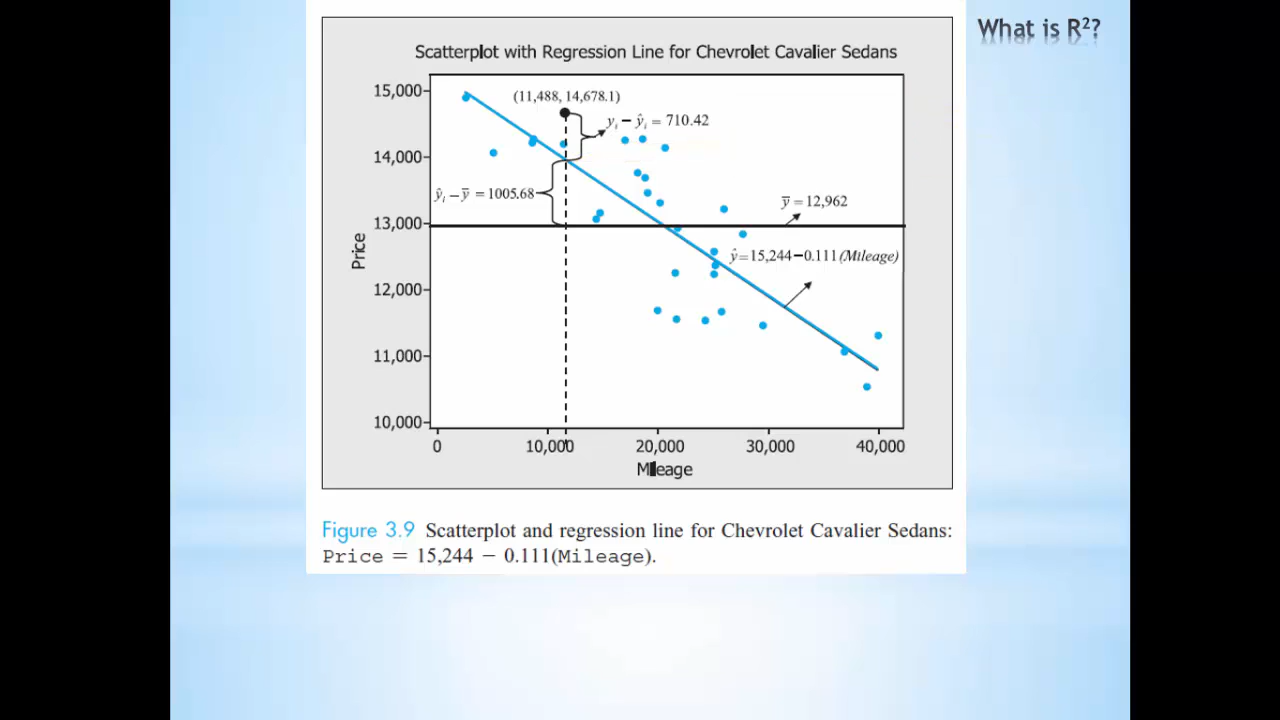 What is R²?
Scatterplot with Regression Line for Chevrolet Cavalier Sedans
15,000
14,000
13,000
12,000
11,000
10,000
Price
(11,488, 14,678.1)
yᵢ − ŷᵢ = 710.42
ŷᵢ − y̅ = 1005.68
y̅ = 12,962
ŷ = 15,244 − 0.111 (Mileage)
0
10,000
20,000
30,000
40,000
Mileage
Figure 3.9 Scatterplot and regression line for Chevrolet Cavalier Sedans:
Price = 15,244 − 0.111(Mileage).